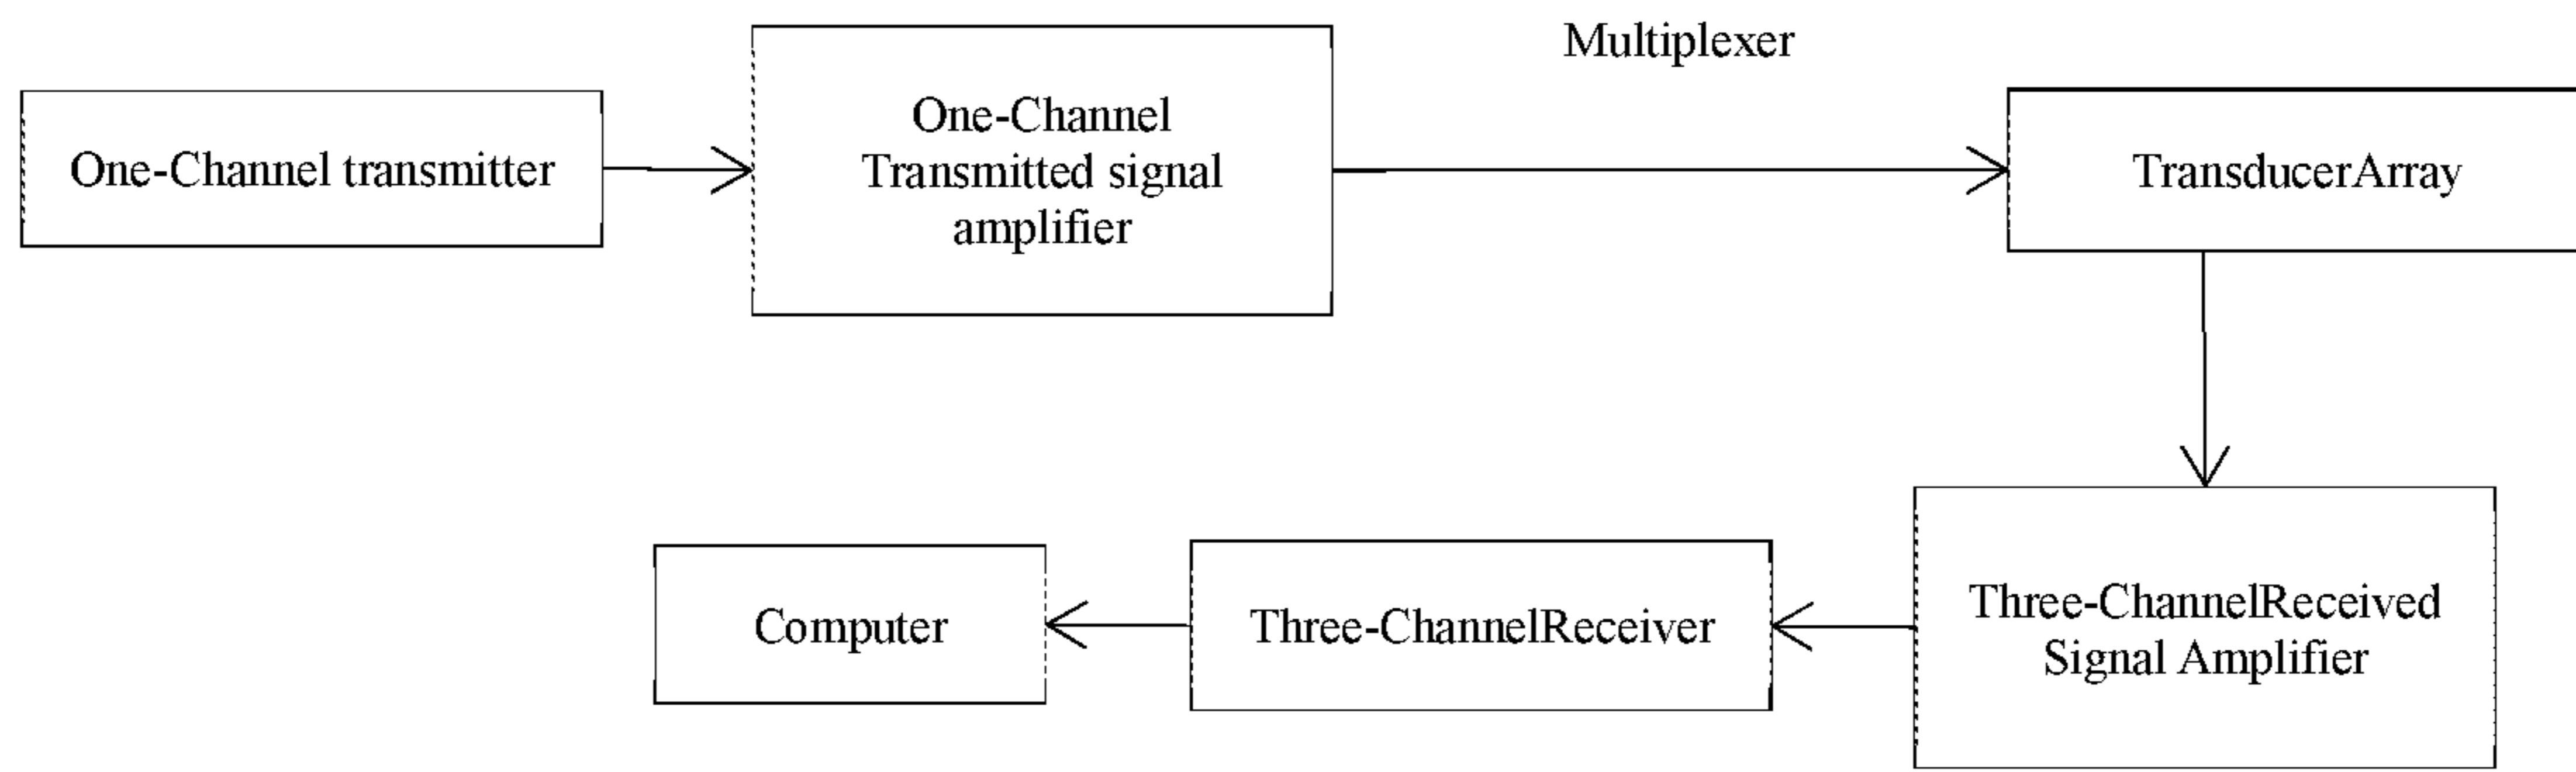 Multiplexer
One-Channel transmitter
One-Channel
Transmitted signal
amplifier
TransducerArray
Computer
Three-ChannelReceiver
Three-ChannelReceived
Signal Amplifier